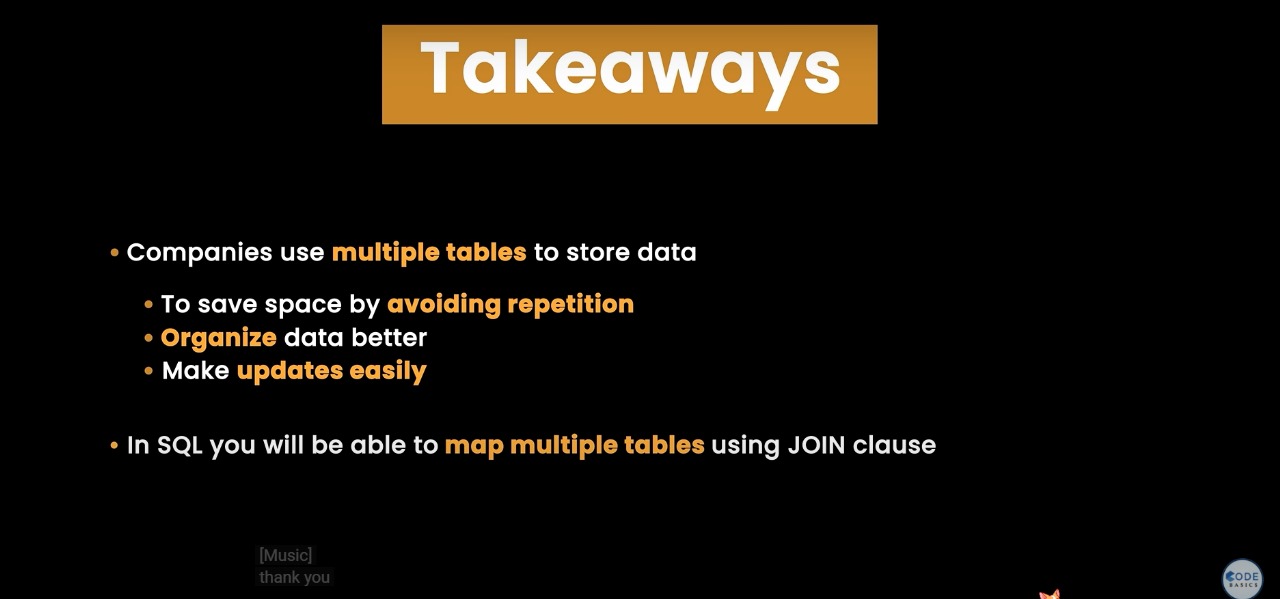 Takeaways
• Companies use multiple tables to store data
• To save space by avoiding repetition
• Organize data better
• Make updates easily
• In SQL you will be able to map multiple tables using JOIN clause
[Music]
thank you
CODE
BASICS